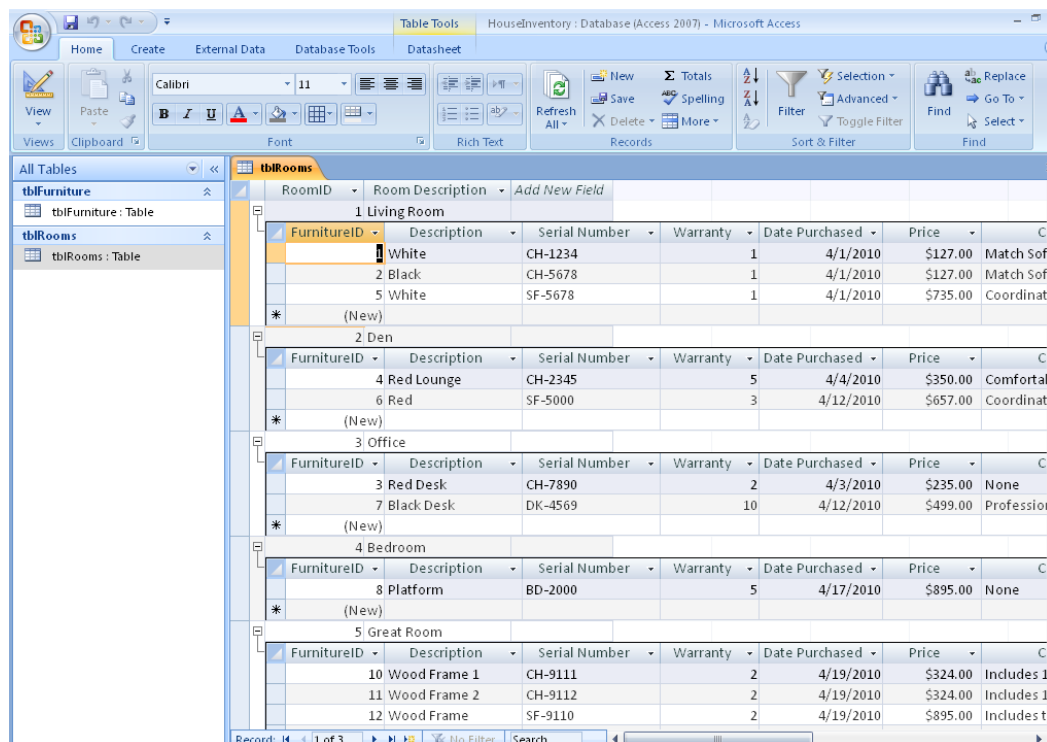 Table Tools HouseInventory : Database (Access 2007) - Microsoft Access
Home Create External Data Database Tools Datasheet
Calibri 11 New Σ Totals Selection Replace
Save Spelling Advanced Go To
View Paste Refresh All Delete More Filter Toggle Filter Find Select
B I U A
Views Clipboard Font Rich Text Records Sort & Filter Find
All Tables tblRooms
tblFurniture RoomID Room Description Add New Field
tblFurniture : Table 1 Living Room
tblRooms FurnitureID Description Serial Number Warranty Date Purchased Price C
tblRooms : Table 1 White CH-1234 1 4/1/2010 $127.00 Match Sof
2 Black CH-5678 1 4/1/2010 $127.00 Match Sof
5 White SF-5678 1 4/1/2010 $735.00 Coordinat
* (New)
2 Den
FurnitureID Description Serial Number Warranty Date Purchased Price C
4 Red Lounge CH-2345 5 4/4/2010 $350.00 Comfortal
6 Red SF-5000 3 4/12/2010 $657.00 Coordinat
* (New)
3 Office
FurnitureID Description Serial Number Warranty Date Purchased Price C
3 Red Desk CH-7890 2 4/3/2010 $235.00 None
7 Black Desk DK-4569 10 4/12/2010 $499.00 Profession
* (New)
4 Bedroom
FurnitureID Description Serial Number Warranty Date Purchased Price C
8 Platform BD-2000 5 4/17/2010 $895.00 None
* (New)
5 Great Room
FurnitureID Description Serial Number Warranty Date Purchased Price C
10 Wood Frame 1 CH-9111 2 4/19/2010 $324.00 Includes 1
11 Wood Frame 2 CH-9112 2 4/19/2010 $324.00 Includes 1
12 Wood Frame SF-9110 2 4/19/2010 $895.00 Includes t
Record: 1 of 3 No Filter Search